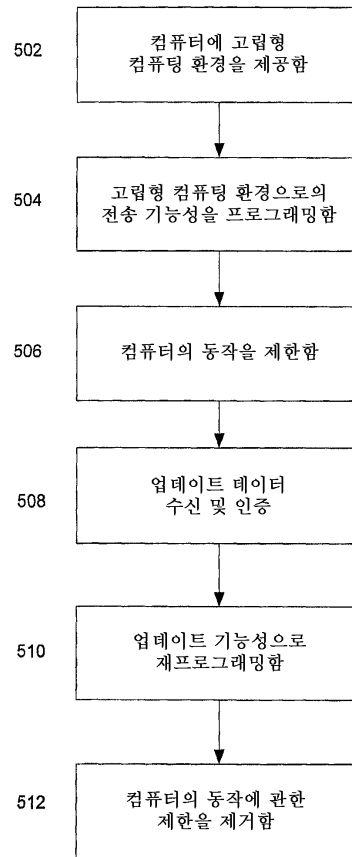 502
컴퓨터에 고립형
컴퓨팅 환경을 제공함
504
고립형 컴퓨팅 환경으로의
전송 기능성을 프로그래밍함
506
컴퓨터의 동작을 제한함
508
업데이트 데이터
수신 및 인증
510
업데이트 기능성으로
재프로그래밍함
512
컴퓨터의 동작에 관한
제한을 제거함